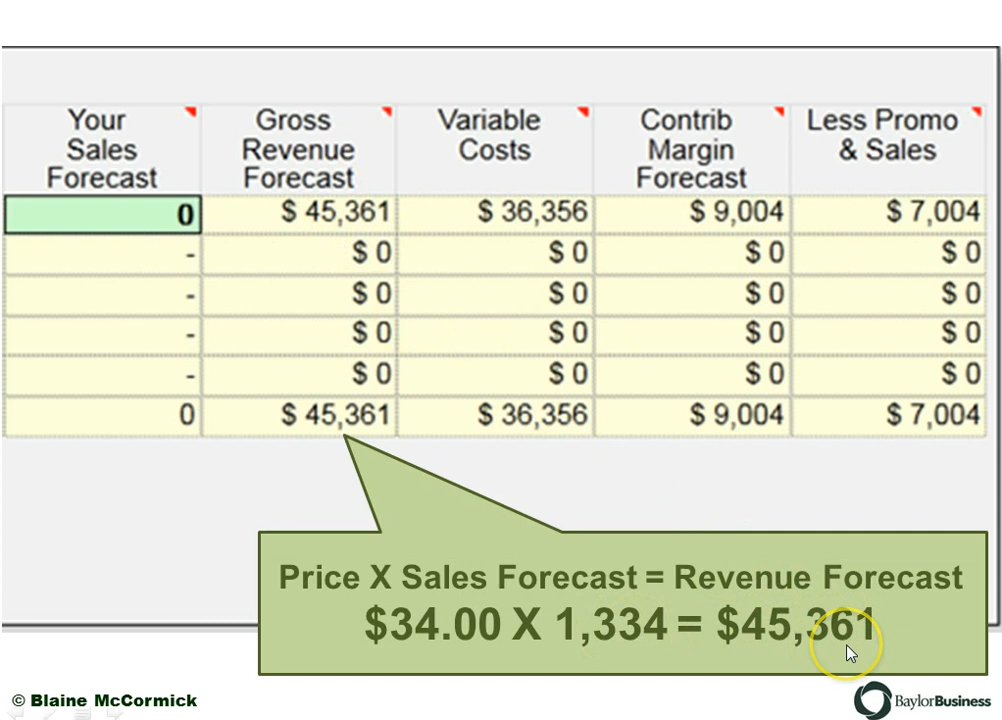 Your Sales Forecast Gross Revenue Forecast Variable Costs Contrib Margin Forecast Less Promo & Sales
0 $ 45,361 $ 36,356 $ 9,004 $ 7,004
- $ 0 $ 0 $ 0 $ 0
- $ 0 $ 0 $ 0 $ 0
- $ 0 $ 0 $ 0 $ 0
- $ 0 $ 0 $ 0 $ 0
0 $ 45,361 $ 36,356 $ 9,004 $ 7,004
Price X Sales Forecast = Revenue Forecast
$34.00 X 1,334 = $45,361
© Blaine McCormick
BaylorBusiness